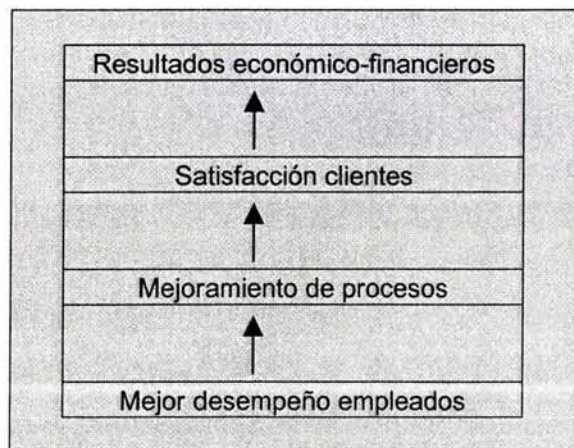 Resultados económico-financieros
Satisfacción clientes
Mejoramiento de procesos
Mejor desempeño empleados